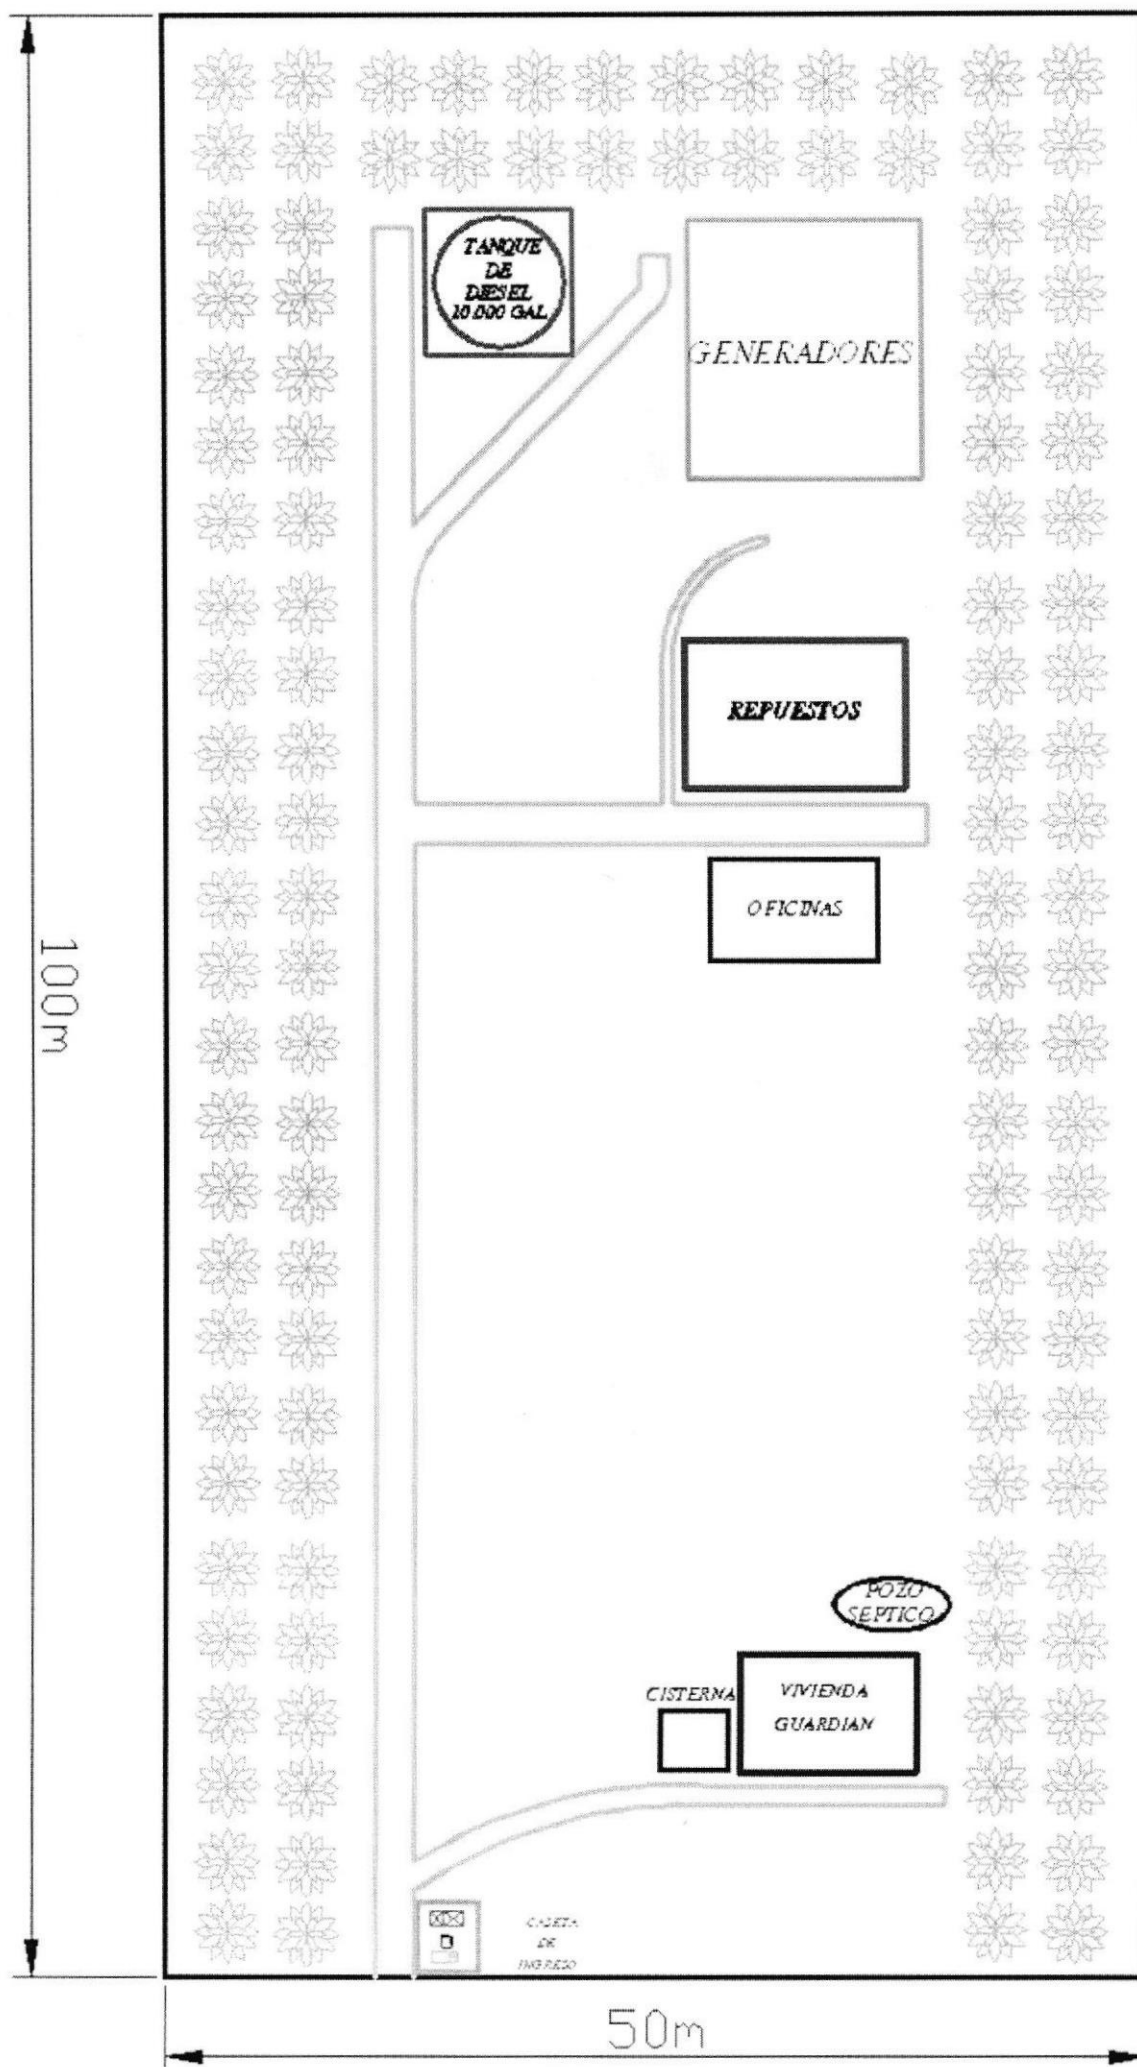 TANQUE
DE
DIESEL
10.000 GAL
GENERADORES
REPUESTOS
OFICINAS
100m
POZO
SEPTICO
CISTERNA
VIVIENDA
GUARDIAN
CASETA
DE
INGRESO
50m